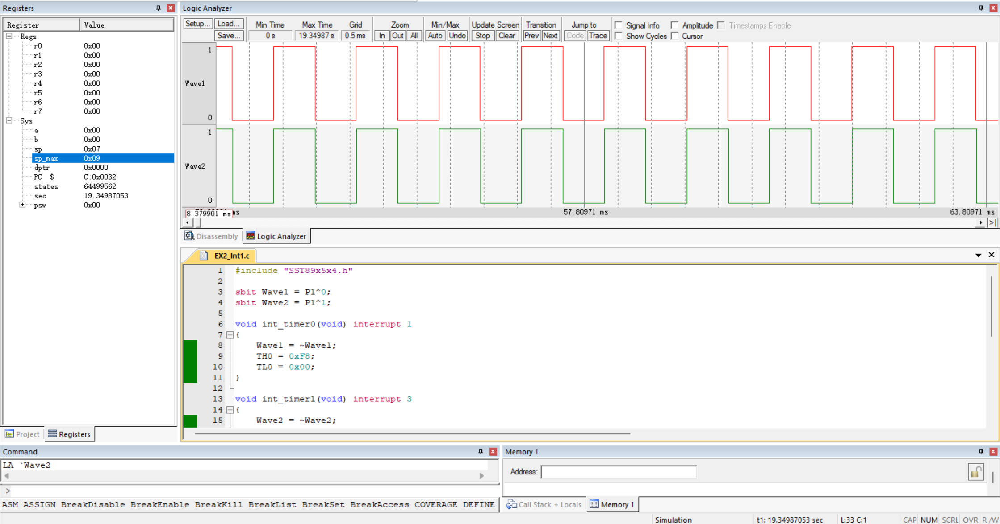 Registers
Register Value
Regs
r0 0x00
r1 0x00
r2 0x00
r3 0x00
r4 0x00
r5 0x00
r6 0x00
r7 0x00
Sys
a 0x00
b 0x00
sp 0x07
sp_max 0x09
dptr 0x0000
PC $ C:0x0032
states 64499562
sec 19.34987053
psw 0x00
Project Registers
Logic Analyzer
Setup... Load... Min Time Max Time Grid Zoom Min/Max Update Screen Transition Jump to Signal Info Amplitude Timestamps Enable
Save... 0 s 19.34987 s 0.5 ms In Out All Auto Undo Stop Clear Prev Next Code Trace Show Cycles Cursor
1
Wave1
0
1
Wave2
0
8.379901 ms ms 57.80971 ms 63.80971 ms
Disassembly Logic Analyzer
EX2_Int1.c
1 #include "SST89x5x4.h"
2
3 sbit Wave1 = P1^0;
4 sbit Wave2 = P1^1;
5
6 void int_timer0(void) interrupt 1
7 {
8 Wave1 = ~Wave1;
9 TH0 = 0xF8;
10 TL0 = 0x00;
11 }
12
13 void int_timer1(void) interrupt 3
14 {
15 Wave2 = ~Wave2;
Command
LA `Wave2
>
ASM ASSIGN BreakDisable BreakEnable BreakKill BreakList BreakSet BreakAccess COVERAGE DEFINE
Memory 1
Address:
Call Stack + Locals Memory 1
Simulation t1: 19.34987053 sec L:33 C:1 CAP NUM SCRL OVR R /W